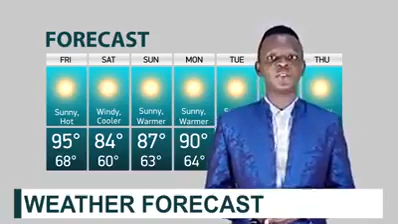 FORECAST
FRI SAT SUN MON TUE THU
Sunny, Hot Windy, Cooler Sunny, Warmer Sunny, Warmer
95° 84° 87° 90°
68° 60° 63° 64°
WEATHER FORECAST